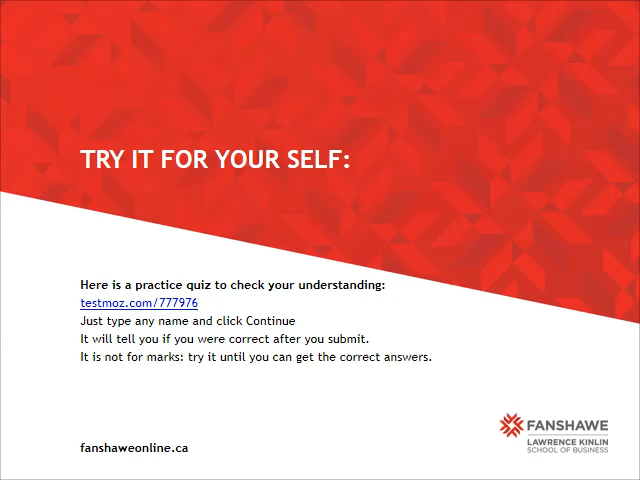 TRY IT FOR YOUR SELF:
Here is a practice quiz to check your understanding:
testmoz.com/777976
Just type any name and click Continue
It will tell you if you were correct after you submit.
It is not for marks: try it until you can get the correct answers.
FANSHAWE
LAWRENCE KINLIN
SCHOOL OF BUSINESS
fanshaweonline.ca